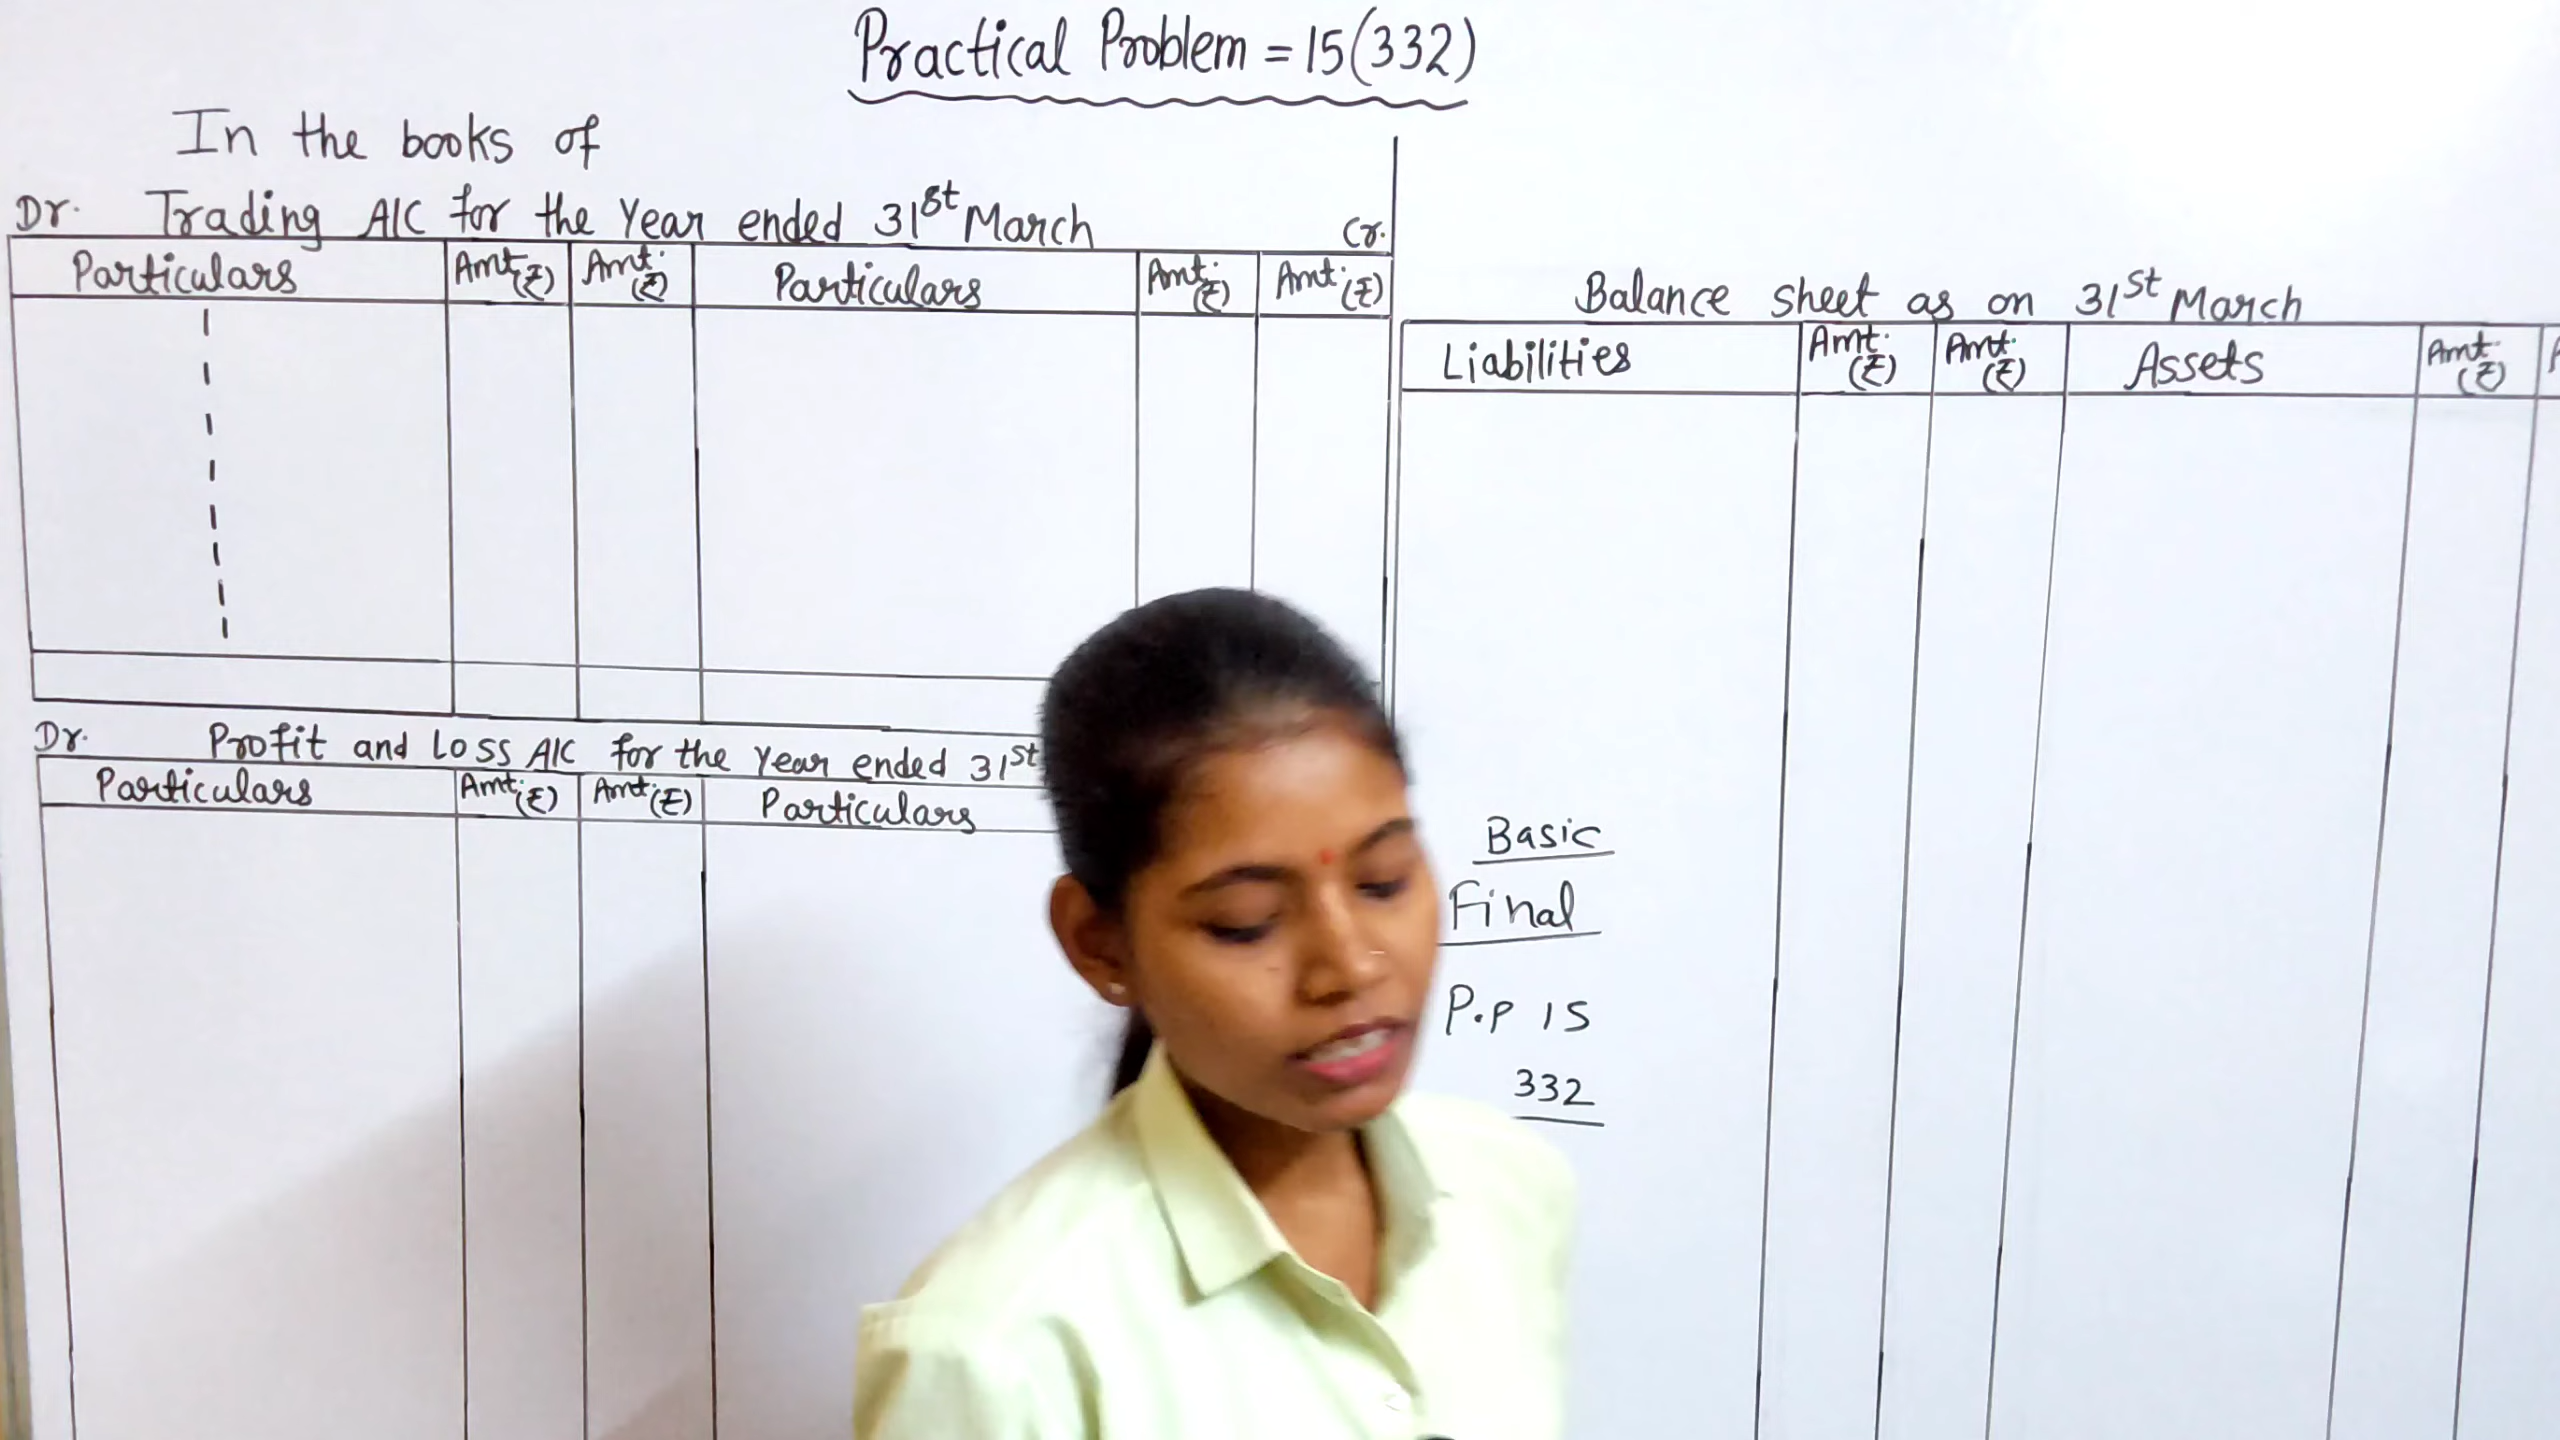 Practical Problem = 15(332)
In the books of
Dr. Trading A/C for the Year ended 31st March Cr.
Particulars Amt.(₹) Amt.(₹) Particulars Amt.(₹) Amt.(₹)
Balance Sheet as on 31st March
Liabilities Amt.(₹) Amt.(₹) Assets Amt.(₹)
Dr. Profit and Loss A/C for the Year ended 31st
Particulars Amt.(₹) Amt.(₹) Particulars
Basic
Final
P.P 15
332